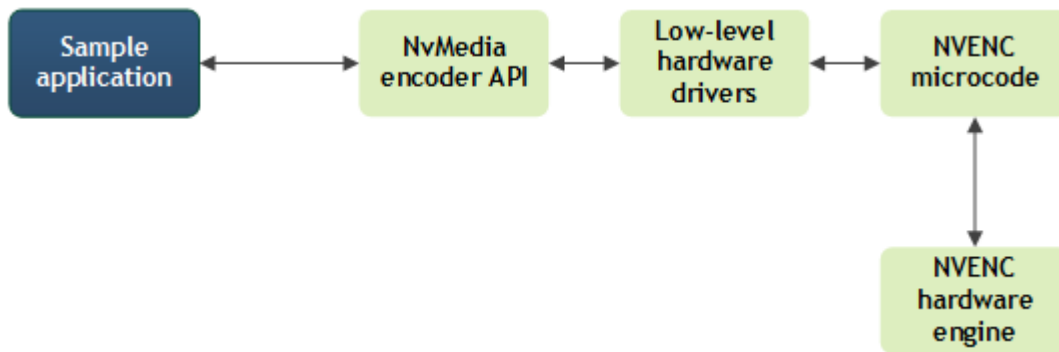 Sample
application
NvMedia
encoder API
Low-level
hardware
drivers
NVENC
microcode
NVENC
hardware
engine